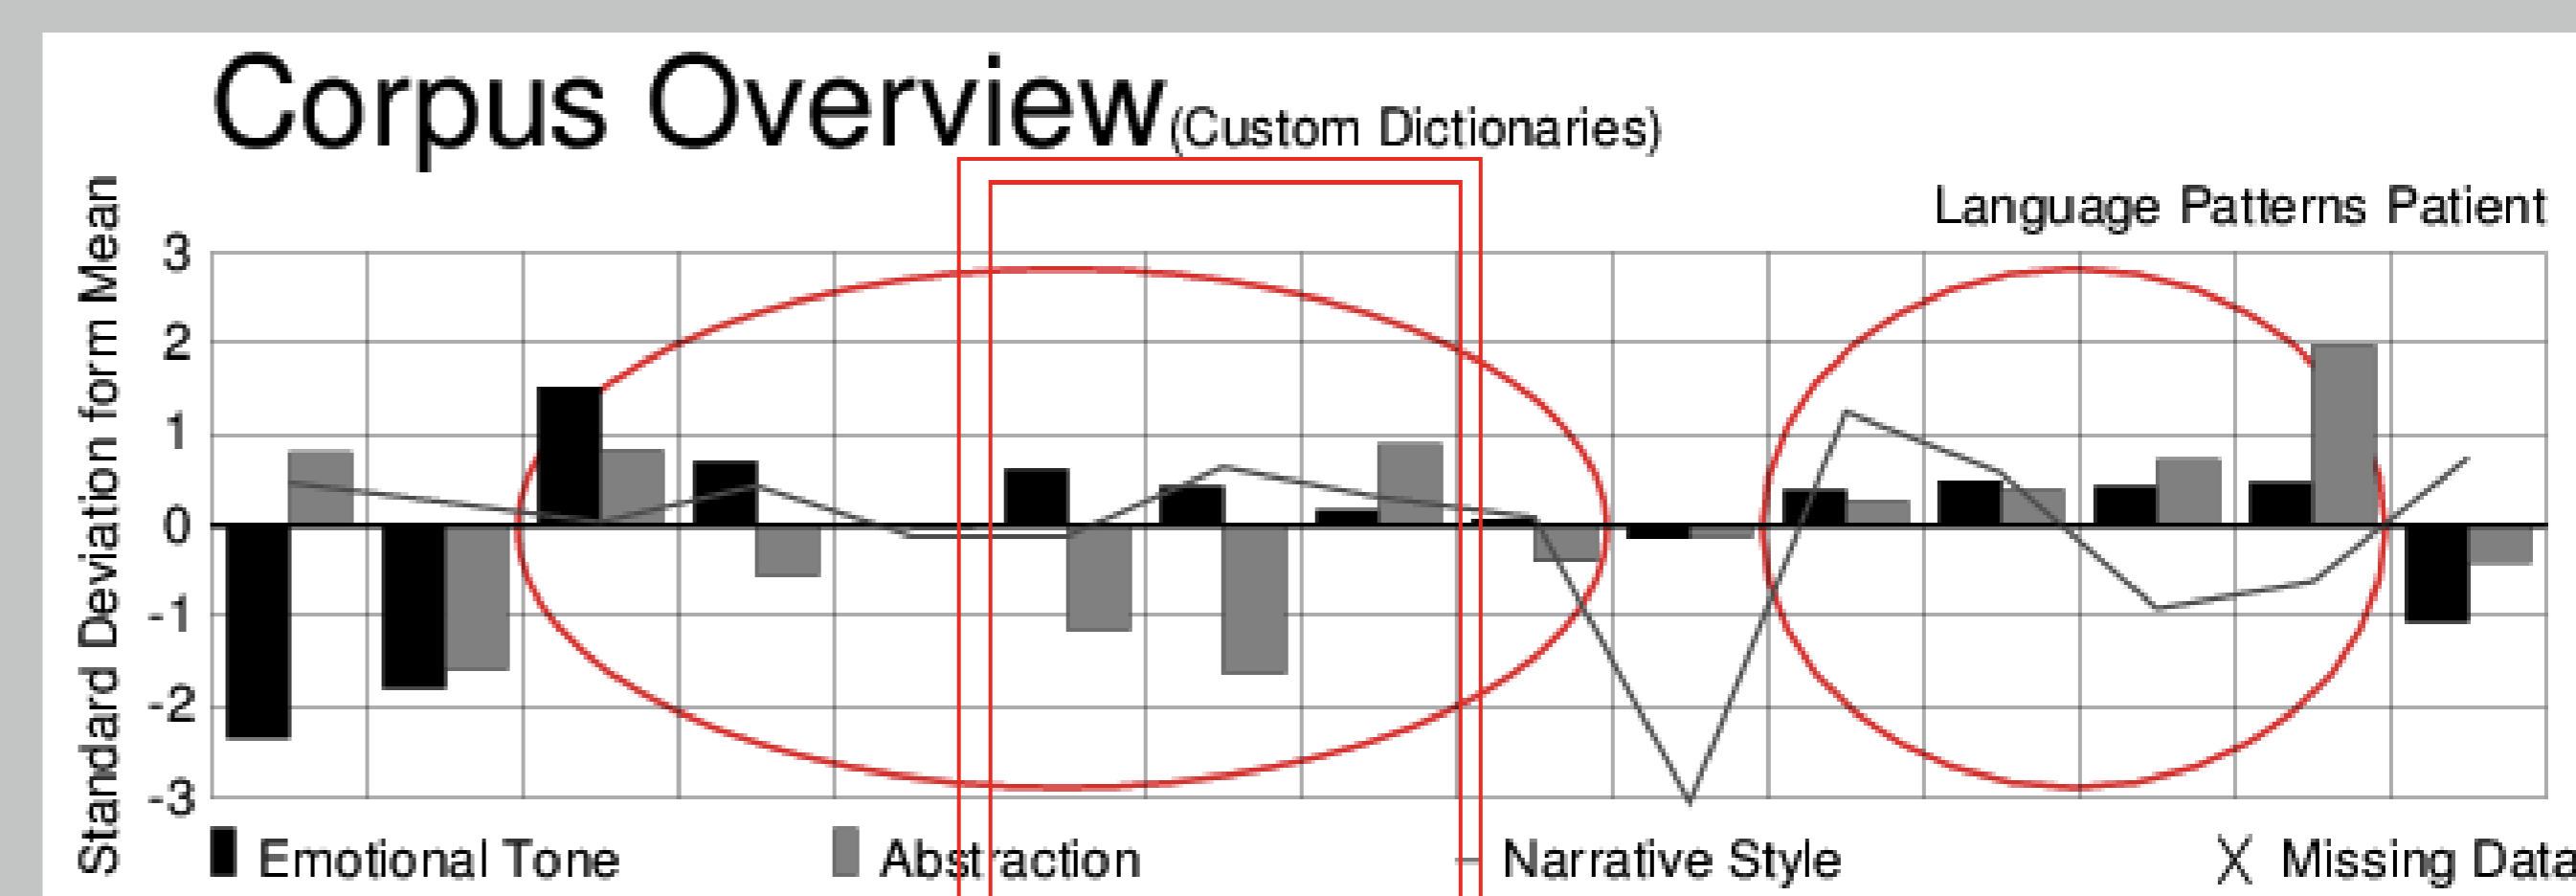 Corpus Overview (Custom Dictionaries)
Language Patterns Patient
Standard Deviation form Mean
3
2
1
0
-1
-2
-3
Emotional Tone Abstraction Narrative Style Missing Data